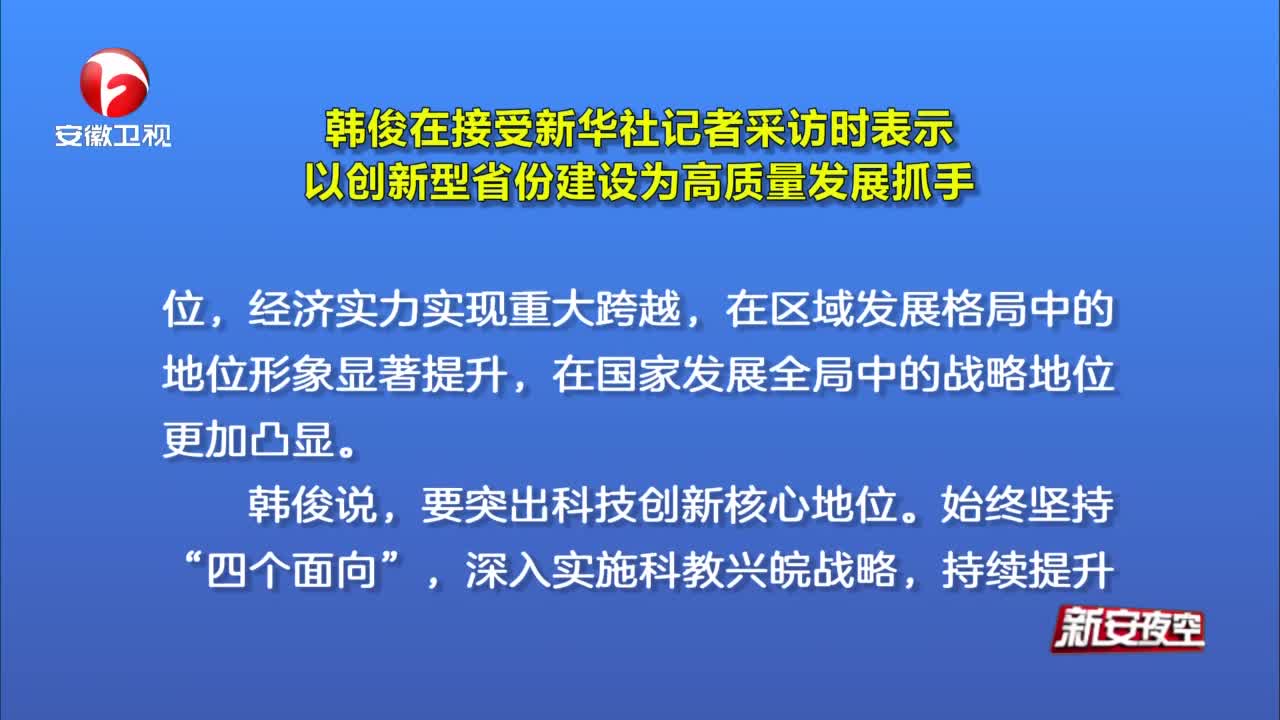 安徽卫视
韩俊在接受新华社记者采访时表示
以创新型省份建设为高质量发展抓手
位，经济实力实现重大跨越，在区域发展格局中的
地位形象显著提升，在国家发展全局中的战略地位
更加凸显。
韩俊说，要突出科技创新核心地位。始终坚持
“四个面向”，深入实施科教兴皖战略，持续提升
新安夜空